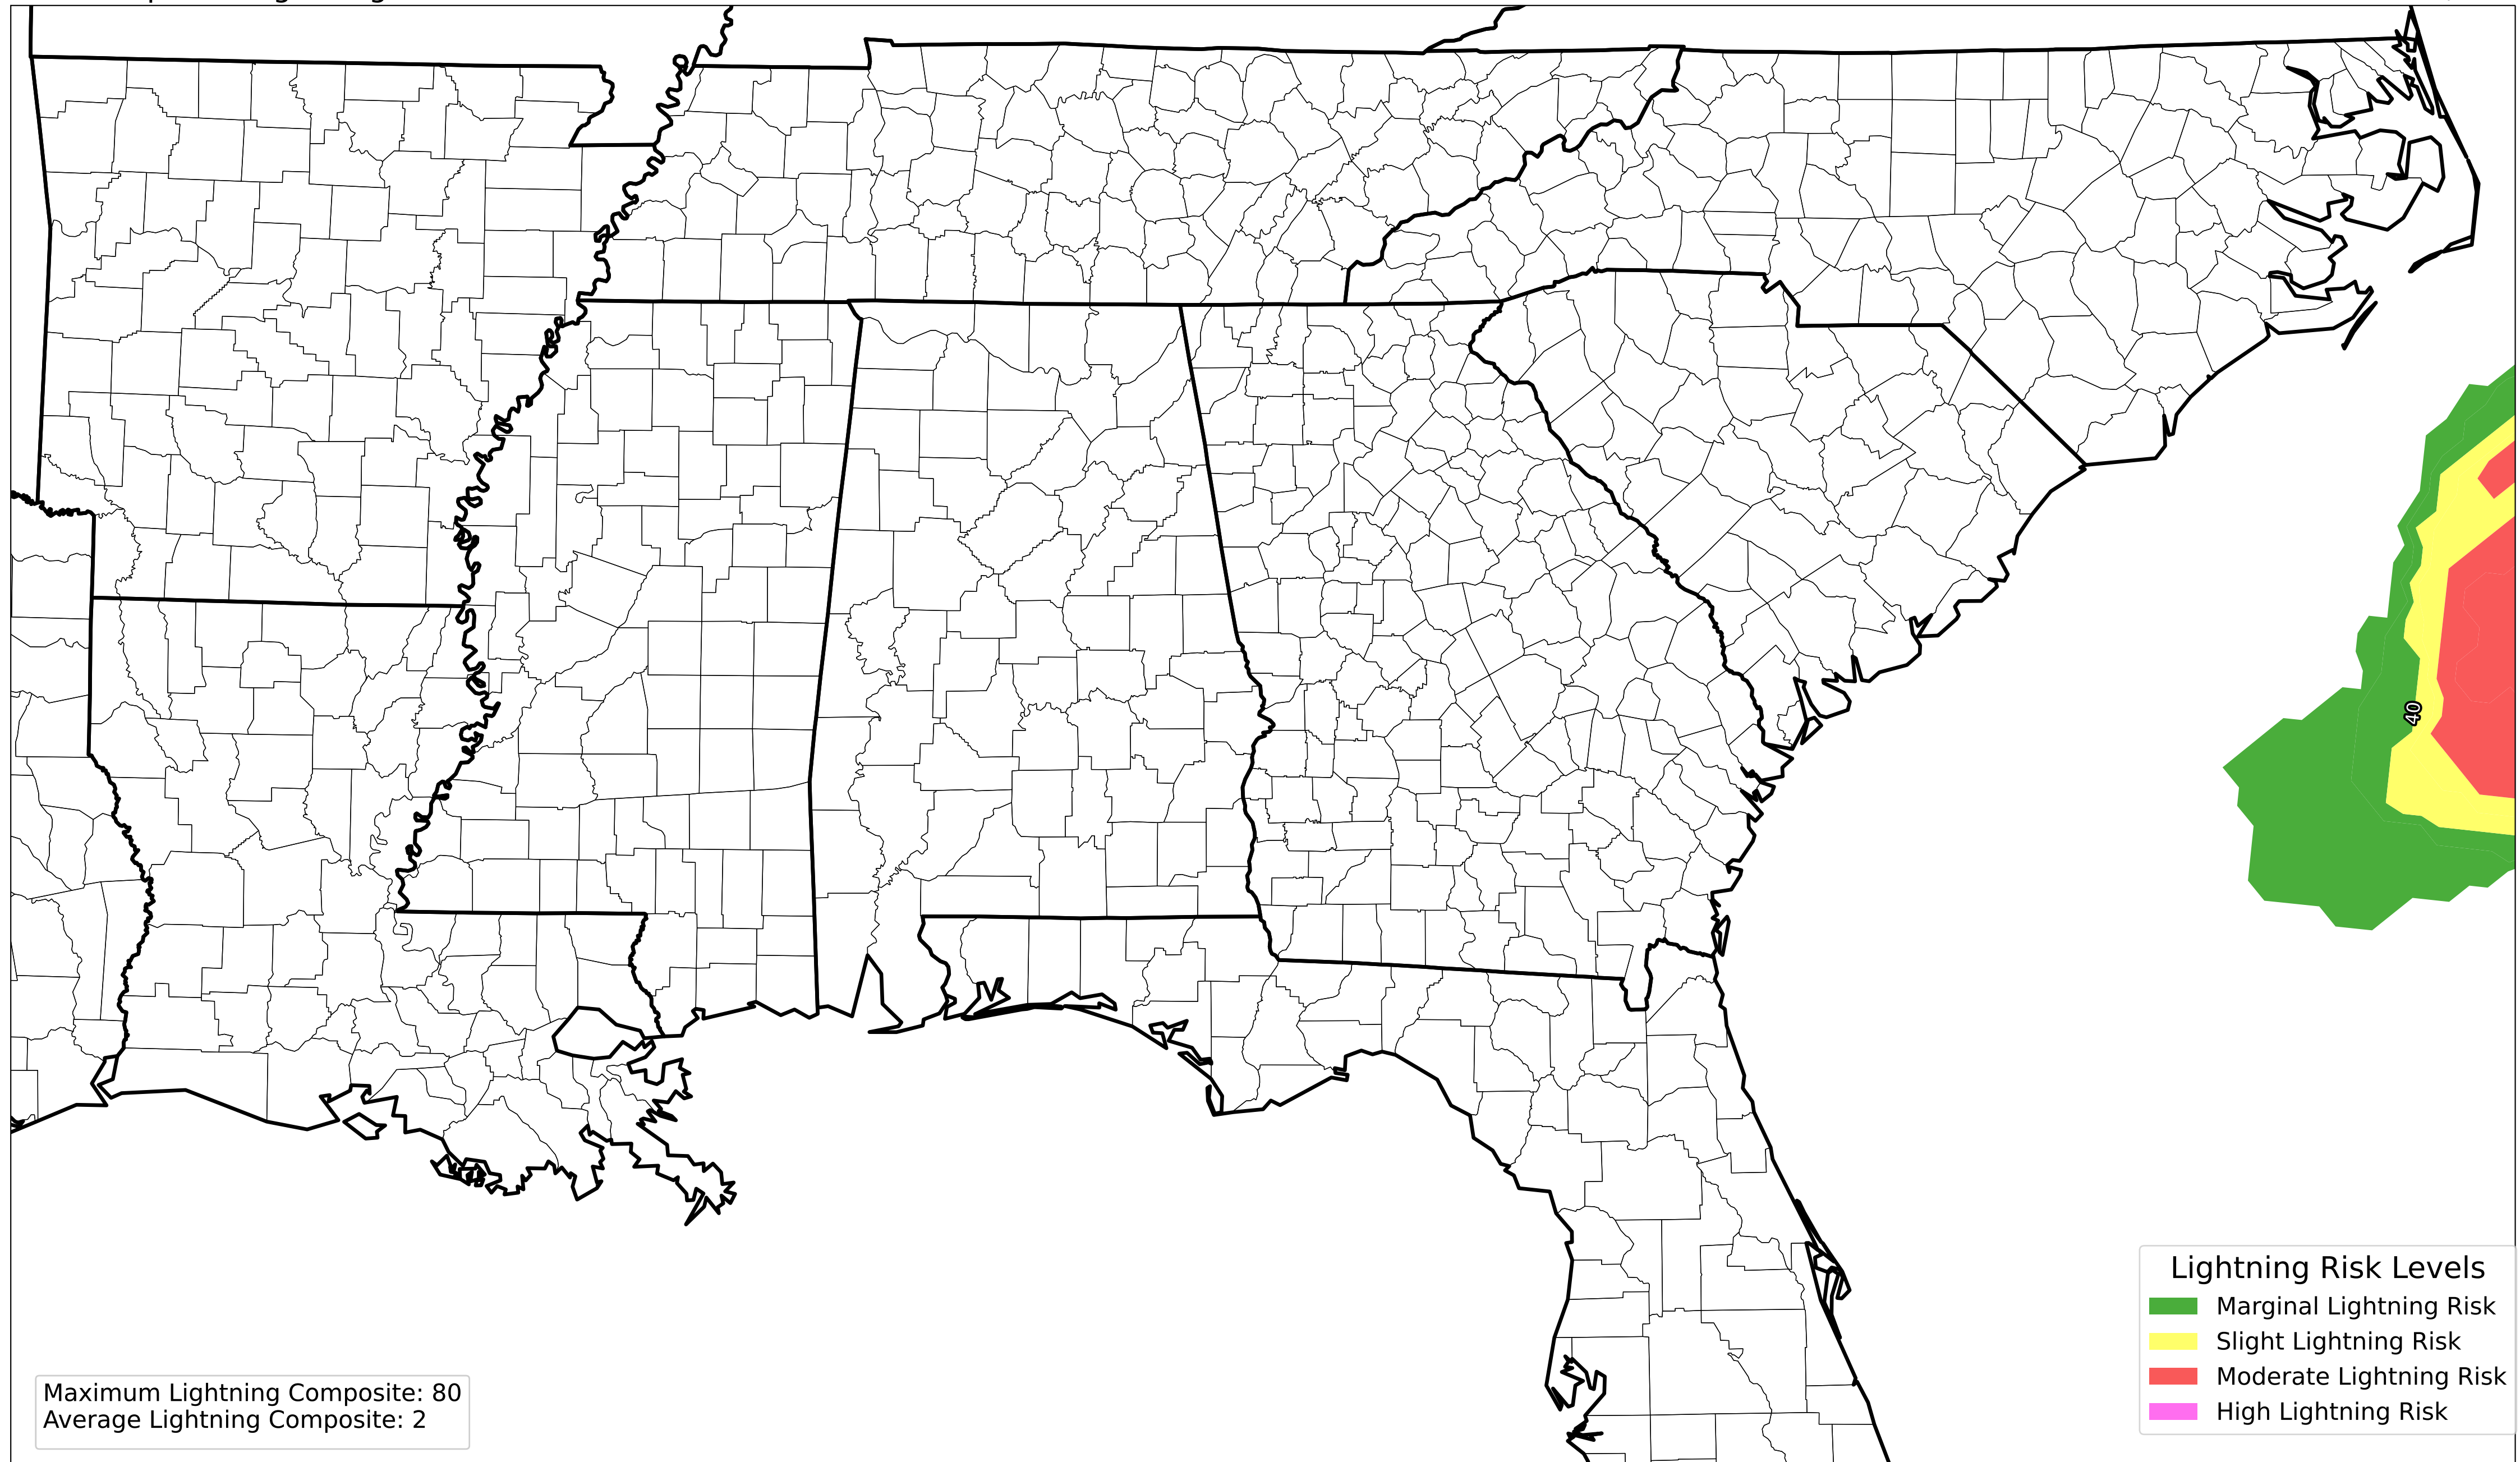 40
Lightning Risk Levels
Marginal Lightning Risk
Slight Lightning Risk
Moderate Lightning Risk
High Lightning Risk
Maximum Lightning Composite: 80
Average Lightning Composite: 2